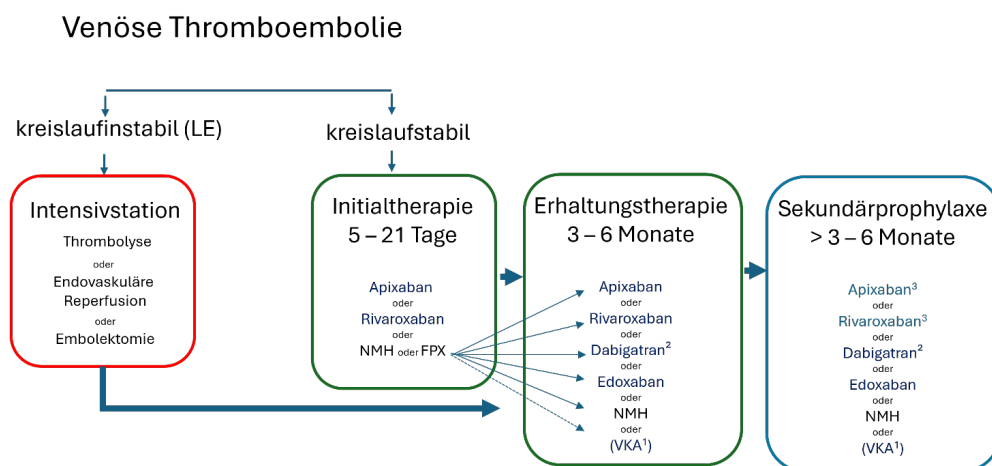 Venöse Thromboembolie
kreislaufinstabil (LE)
kreislaufstabil
Intensivstation
Thrombolyse
oder
Endovaskuläre
Reperfusion
oder
Embolektomie
Initialtherapie
5 – 21 Tage
Apixaban
oder
Rivaroxaban
oder
NMH oder FPX
Erhaltungstherapie
3 – 6 Monate
Apixaban
oder
Rivaroxaban
oder
Dabigatran²
oder
Edoxaban
oder
NMH
oder
(VKA¹)
Sekundärprophylaxe
> 3 – 6 Monate
Apixaban³
oder
Rivaroxaban³
oder
Dabigatran²
oder
Edoxaban
oder
NMH
oder
(VKA¹)